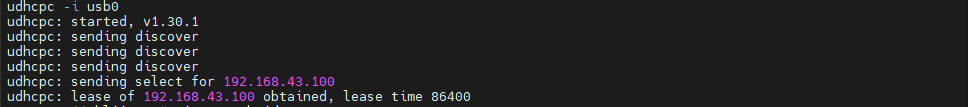 udhcpc -i usb0
udhcpc: started, v1.30.1
udhcpc: sending discover
udhcpc: sending discover
udhcpc: sending discover
udhcpc: sending select for 192.168.43.100
udhcpc: lease of 192.168.43.100 obtained, lease time 86400